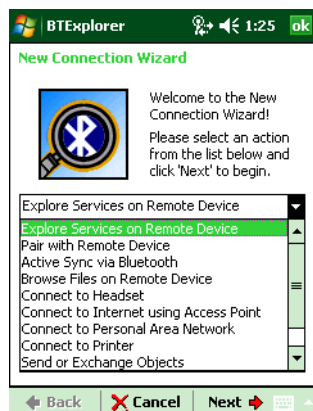 BTExplorer 1:25 ok
New Connection Wizard
Welcome to the New
Connection Wizard!
Please select an action
from the list below and
click 'Next' to begin.
Explore Services on Remote Device
Explore Services on Remote Device
Pair with Remote Device
Active Sync via Bluetooth
Browse Files on Remote Device
Connect to Headset
Connect to Internet using Access Point
Connect to Personal Area Network
Connect to Printer
Send or Exchange Objects
Back Cancel Next